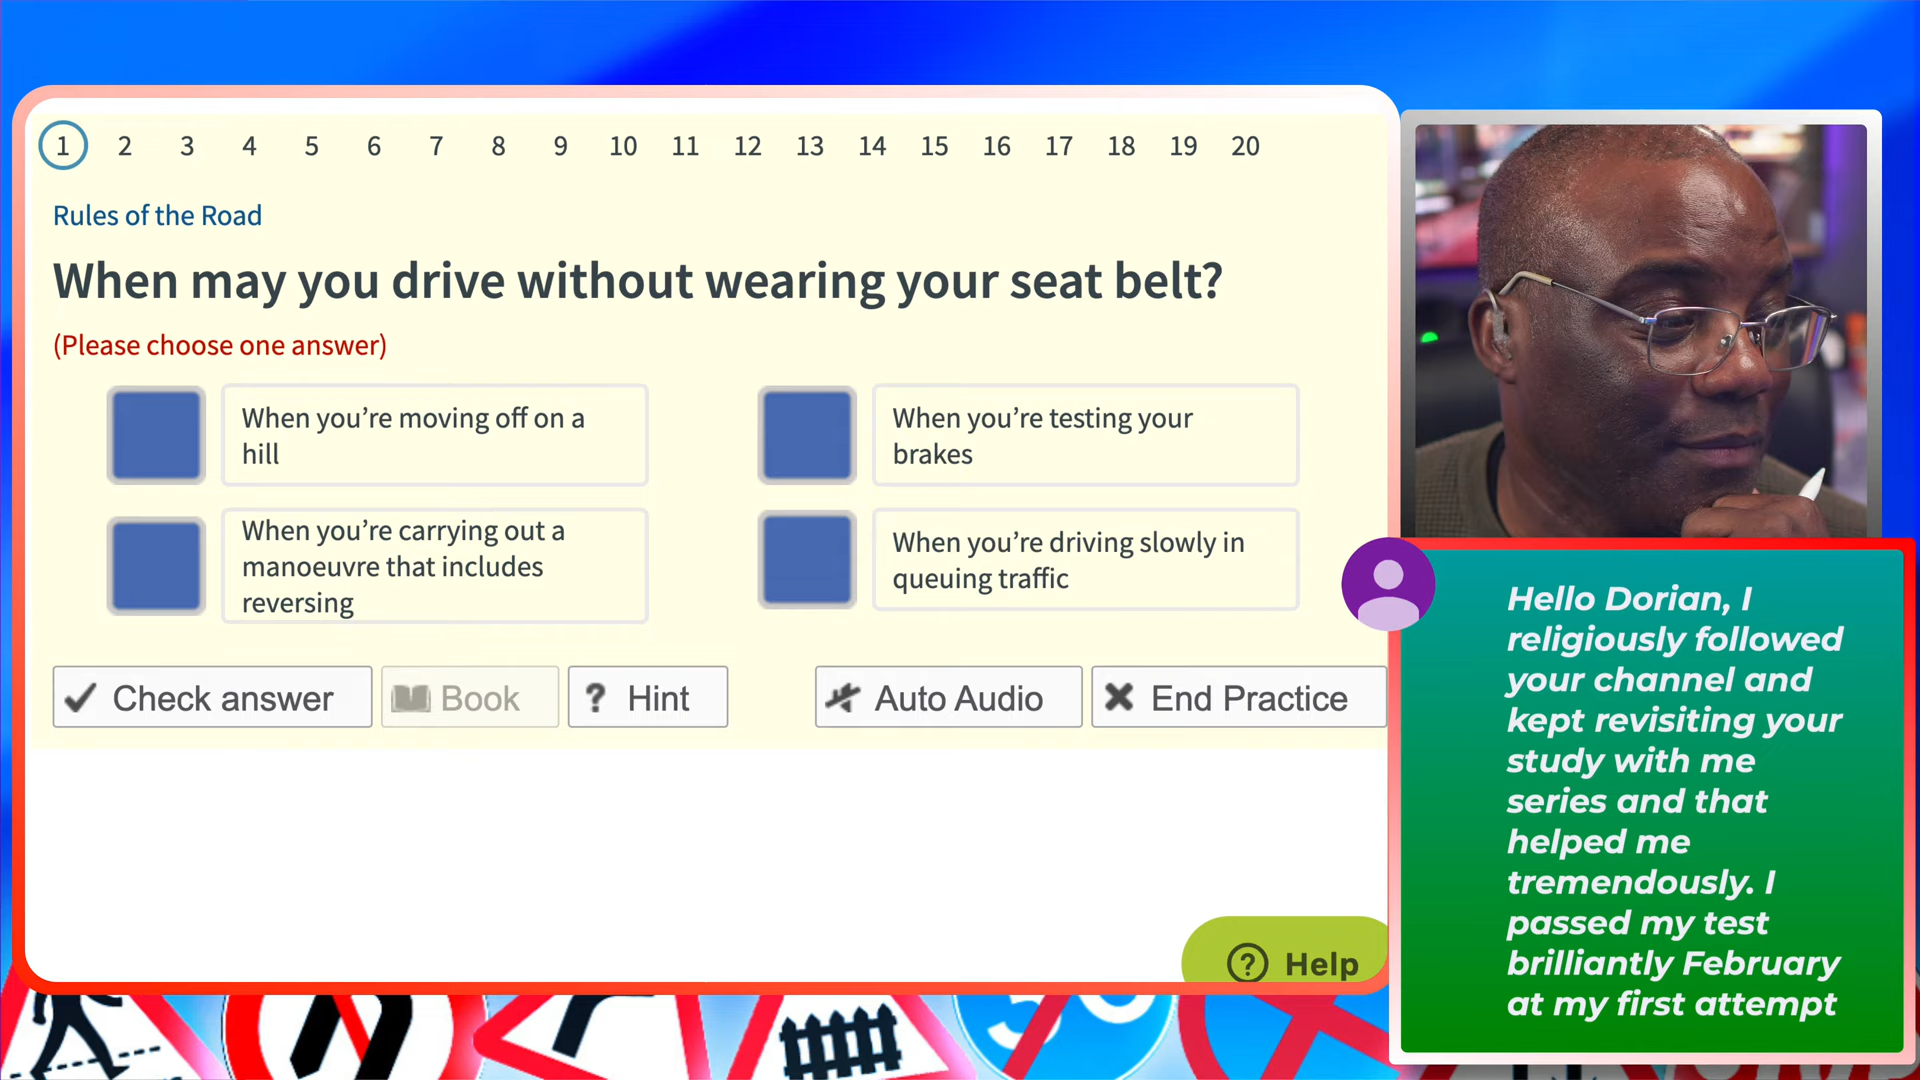 1 2 3 4 5 6 7 8 9 10 11 12 13 14 15 16 17 18 19 20
Rules of the Road
When may you drive without wearing your seat belt?
(Please choose one answer)
When you're moving off on a
hill
When you're testing your
brakes
When you're carrying out a
manoeuvre that includes
reversing
When you're driving slowly in
queuing traffic
Check answer
Book
? Hint
Auto Audio
End Practice
? Help
Hello Dorian, I
religiously followed
your channel and
kept revisiting your
study with me
series and that
helped me
tremendously. I
passed my test
brilliantly February
at my first attempt